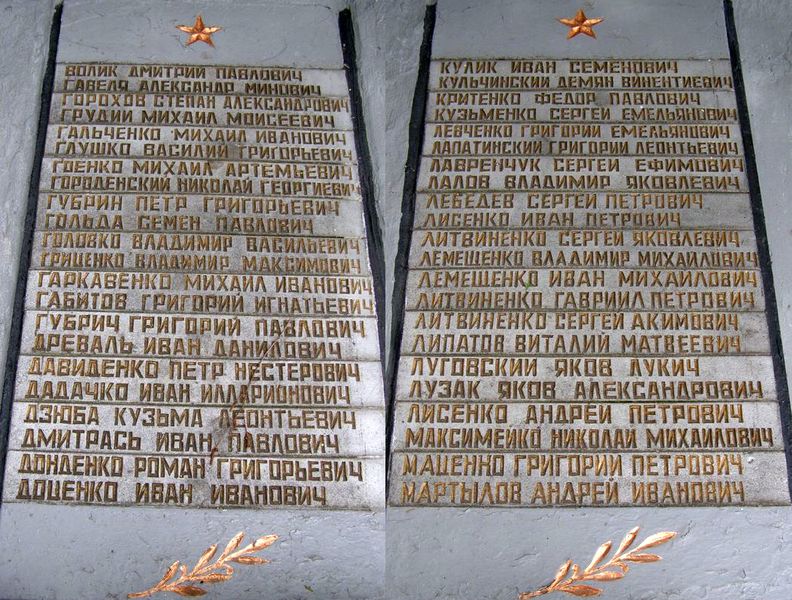 ВОЛИК ДМИТРИЙ ПАВЛОВИЧ
ГАВЕЛЯ АЛЕКСАНДР МИНОВИЧ
ГОРОХОВ СТЕПАН АЛЕКСАНДРОВИЧ
ГРУДИЙ МИХАИЛ МОИСЕЕВИЧ
ГАЛЬЧЕНКО МИХАИЛ ИВАНОВИЧ
ГЛУШКО ВАСИЛИЙ ГРИГОРЬЕВИЧ
ГОЕНКО МИХАИЛ АРТЕМЬЕВИЧ
ГОРОДЕНСКИЙ НИКОЛАЙ ГЕОРГИЕВИЧ
ГУБРИН ПЕТР ГРИГОРЬЕВИЧ
ГОЛЬДА СЕМЕН ПАВЛОВИЧ
ГОЛОВКО ВЛАДИМИР ВАСИЛЬЕВИЧ
ГРИЦЕНКО ВЛАДИМИР МАКСИМОВИЧ
ГАРКАВЕНКО МИХАИЛ ИВАНОВИЧ
ГАБИТОВ ГРИГОРИЙ ИГНАТЬЕВИЧ
ГУБРИЧ ГРИГОРИЙ ПАВЛОВИЧ
ДРЕВАЛЬ ИВАН ДАНИЛОВИЧ
ДАВИДЕНКО ПЕТР НЕСТЕРОВИЧ
ДАДАЧКО ИВАН ИЛЛАРИОНОВИЧ
ДЗЮБА КУЗЬМА ЛЕОНТЬЕВИЧ
ДМИТРАСЬ ИВАН ПАВЛОВИЧ
ДОНДЕНКО РОМАН ГРИГОРЬЕВИЧ
ДОЦЕНКО ИВАН ИВАНОВИЧ
КУЛИК ИВАН СЕМЕНОВИЧ
КУЛЬЧИНСКИЙ ДЕМЯН ВИНЕНТИЕВИЧ
КРИТЕНКО ФЕДОР ПАВЛОВИЧ
КУЗЬМЕНКО СЕРГЕЙ ЕМЕЛЬЯНОВИЧ
ЛЕВЧЕНКО ГРИГОРИЙ ЕМЕЛЬЯНОВИЧ
ЛАПАТИНСКИЙ ГРИГОРИЙ ЛЕОНТЬЕВИЧ
ЛАВРЕНЧУК СЕРГЕЙ ЕФИМОВИЧ
ЛАЛОВ ВЛАДИМИР ЯКОВЛЕВИЧ
ЛЕБЕДЕВ СЕРГЕЙ ПЕТРОВИЧ
ЛИСЕНКО ИВАН ПЕТРОВИЧ
ЛИТВИНЕНКО СЕРГЕЙ ЯКОВЛЕВИЧ
ЛЕМЕЩЕНКО ВЛАДИМИР МИХАЙЛОВИЧ
ЛЕМЕЩЕНКО ИВАН МИХАЙЛОВИЧ
ЛИТВИНЕНКО ГАВРИИЛ ПЕТРОВИЧ
ЛИТВИНЕНКО СЕРГЕЙ АКИМОВИЧ
ЛИПАТОВ ВИТАЛИЙ МАТВЕЕВИЧ
ЛУГОВСКИЙ ЯКОВ ЛУКИЧ
ЛУЗАК ЯКОВ АЛЕКСАНДРОВИЧ
ЛИСЕНКО АНДРЕЙ ПЕТРОВИЧ
МАКСИМЕЙКО НИКОЛАЙ МИХАЙЛОВИЧ
МАЦЕНКО ГРИГОРИЙ ПЕТРОВИЧ
МАРТЫЛОВ АНДРЕЙ ИВАНОВИЧ